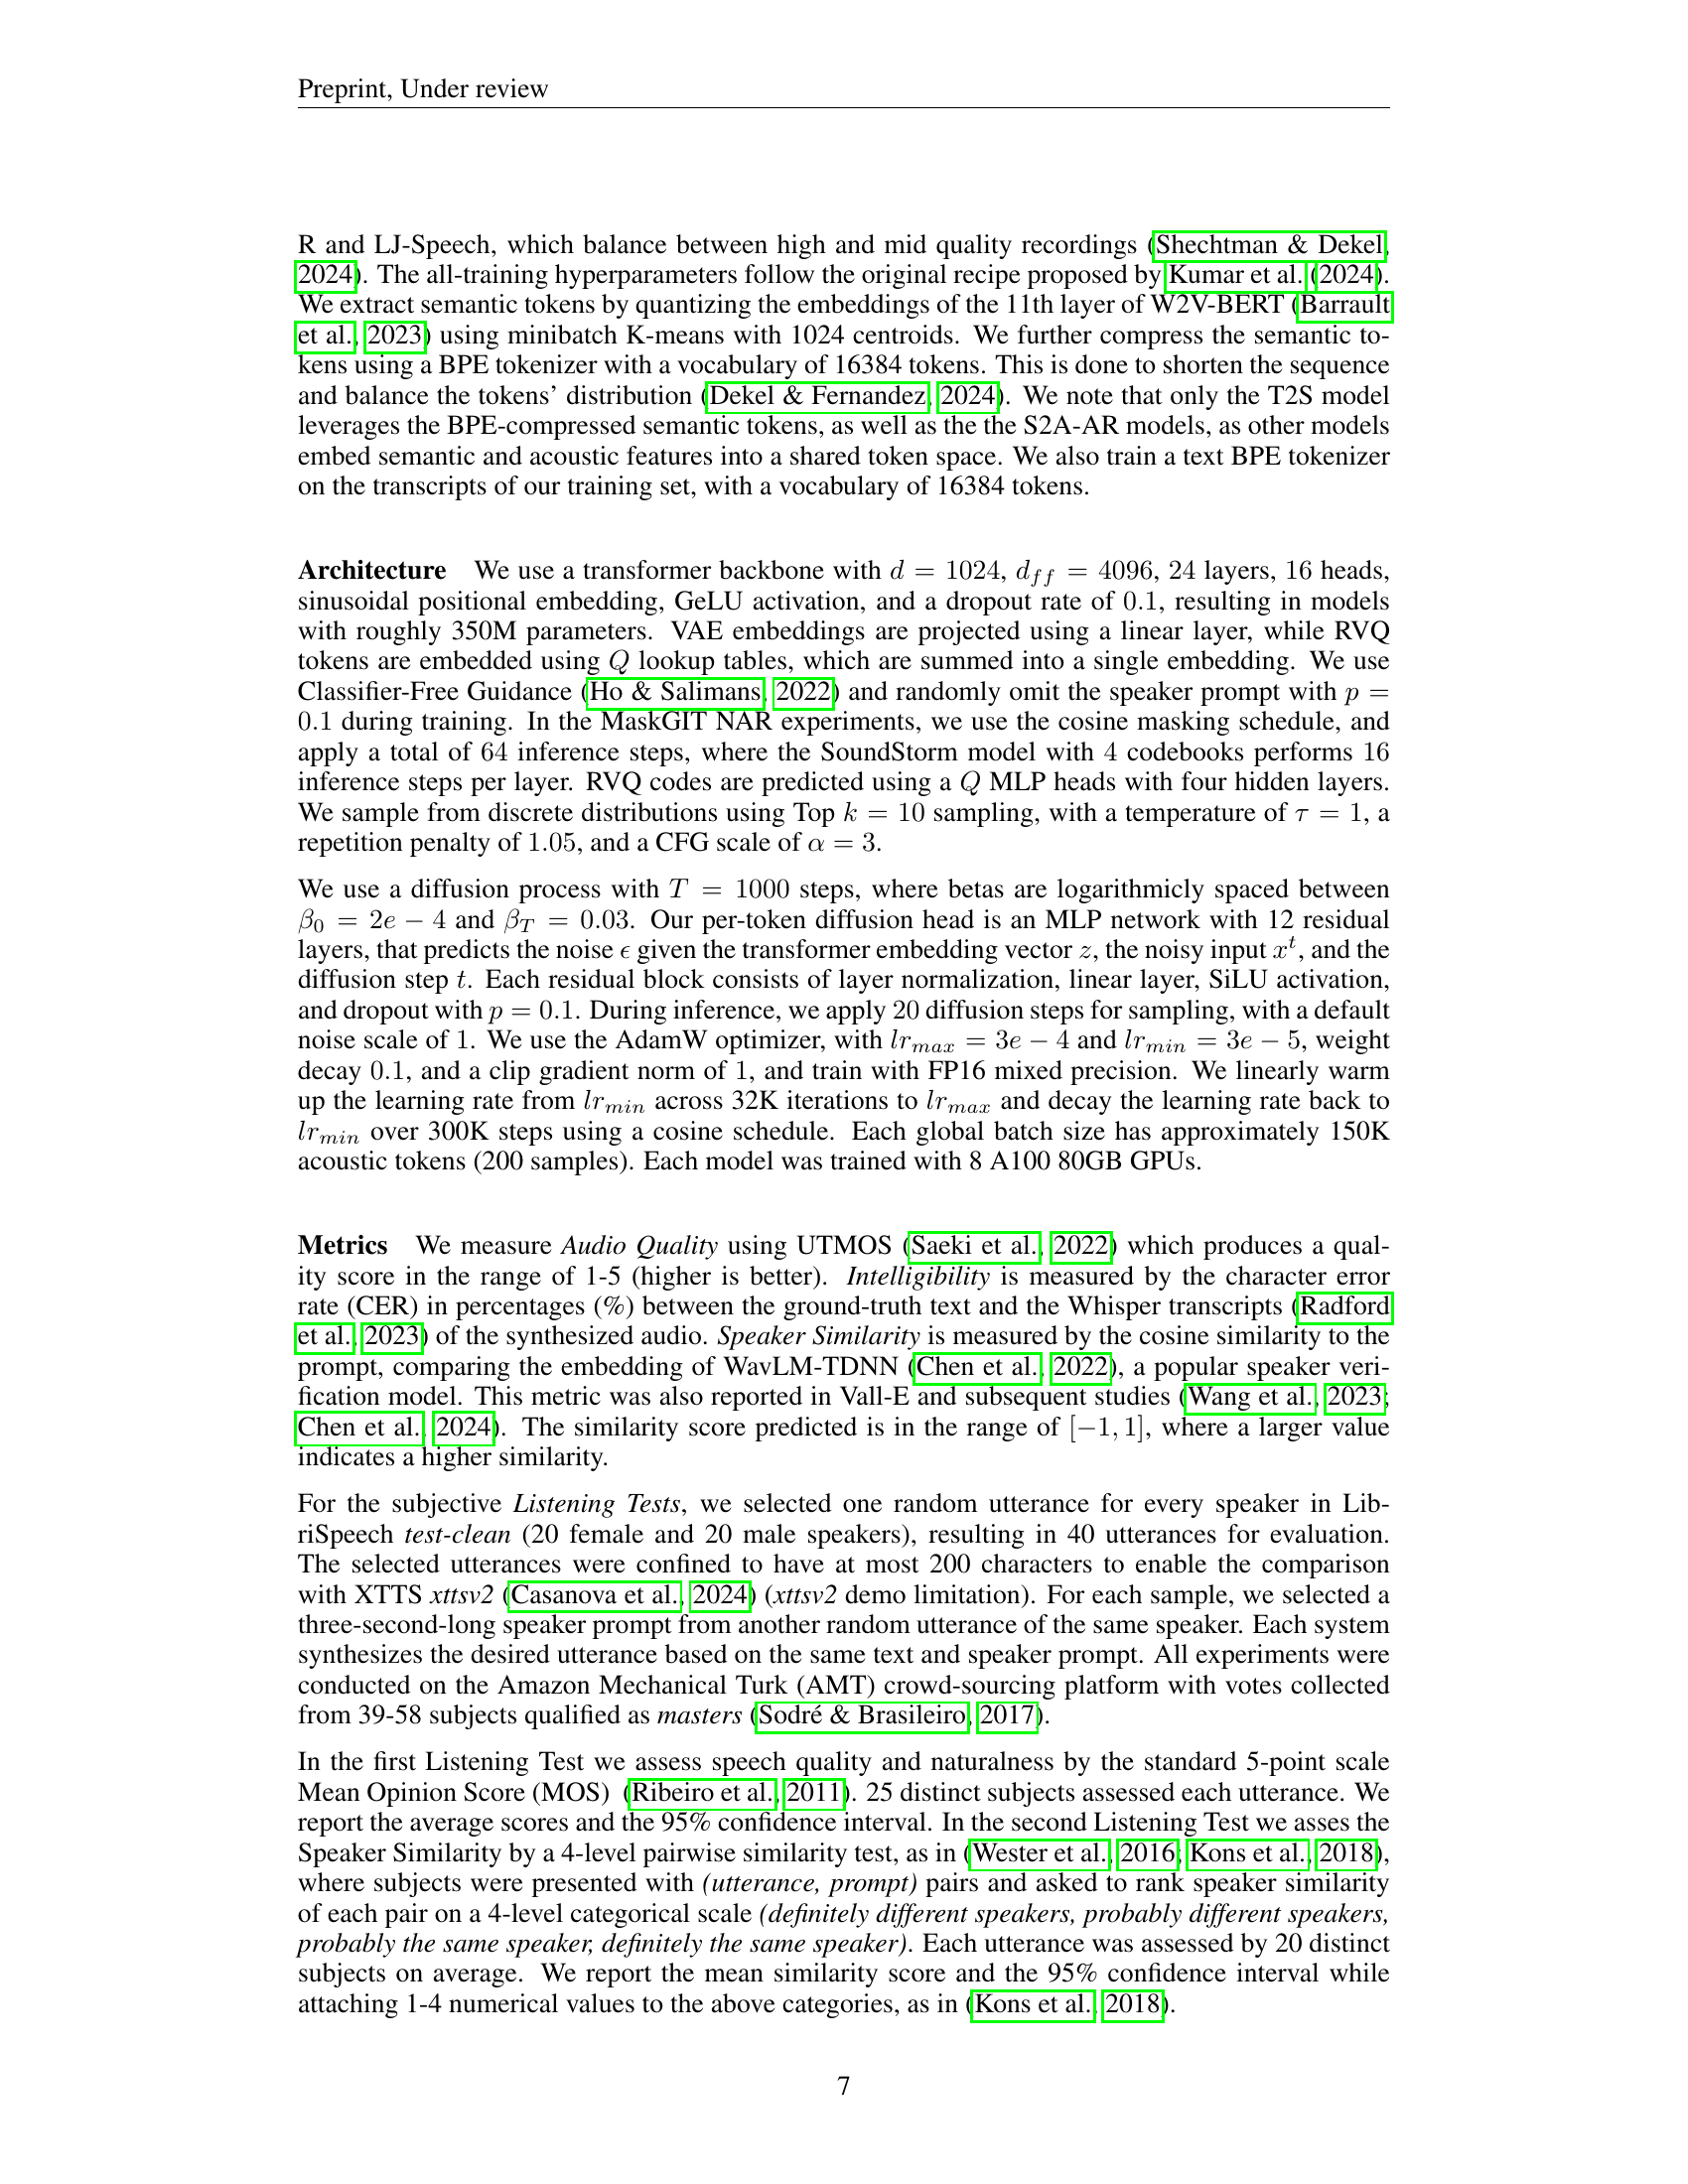 Preprint, Under review
R and LJ-Speech, which balance between high and mid quality recordings (Shechtman & Dekel,
2024). The all-training hyperparameters follow the original recipe proposed by Kumar et al. (2024).
We extract semantic tokens by quantizing the embeddings of the 11th layer of W2V-BERT (Barrault
et al., 2023) using minibatch K-means with 1024 centroids. We further compress the semantic to-
kens using a BPE tokenizer with a vocabulary of 16384 tokens. This is done to shorten the sequence
and balance the tokens' distribution (Dekel & Fernandez, 2024). We note that only the T2S model
leverages the BPE-compressed semantic tokens, as well as the the S2A-AR models, as other models
embed semantic and acoustic features into a shared token space. We also train a text BPE tokenizer
on the transcripts of our training set, with a vocabulary of 16384 tokens.
Architecture We use a transformer backbone with d = 1024, d_ff = 4096, 24 layers, 16 heads,
sinusoidal positional embedding, GeLU activation, and a dropout rate of 0.1, resulting in models
with roughly 350M parameters. VAE embeddings are projected using a linear layer, while RVQ
tokens are embedded using Q lookup tables, which are summed into a single embedding. We use
Classifier-Free Guidance (Ho & Salimans, 2022) and randomly omit the speaker prompt with p =
0.1 during training. In the MaskGIT NAR experiments, we use the cosine masking schedule, and
apply a total of 64 inference steps, where the SoundStorm model with 4 codebooks performs 16
inference steps per layer. RVQ codes are predicted using a Q MLP heads with four hidden layers.
We sample from discrete distributions using Top k = 10 sampling, with a temperature of τ = 1, a
repetition penalty of 1.05, and a CFG scale of α = 3.
We use a diffusion process with T = 1000 steps, where betas are logarithmicly spaced between
β_0 = 2e − 4 and β_T = 0.03. Our per-token diffusion head is an MLP network with 12 residual
layers, that predicts the noise ϵ given the transformer embedding vector z, the noisy input x^t, and the
diffusion step t. Each residual block consists of layer normalization, linear layer, SiLU activation,
and dropout with p = 0.1. During inference, we apply 20 diffusion steps for sampling, with a default
noise scale of 1. We use the AdamW optimizer, with lr_max = 3e − 4 and lr_min = 3e − 5, weight
decay 0.1, and a clip gradient norm of 1, and train with FP16 mixed precision. We linearly warm
up the learning rate from lr_min across 32K iterations to lr_max and decay the learning rate back to
lr_min over 300K steps using a cosine schedule. Each global batch size has approximately 150K
acoustic tokens (200 samples). Each model was trained with 8 A100 80GB GPUs.
Metrics We measure Audio Quality using UTMOS (Saeki et al., 2022) which produces a qual-
ity score in the range of 1-5 (higher is better). Intelligibility is measured by the character error
rate (CER) in percentages (%) between the ground-truth text and the Whisper transcripts (Radford
et al., 2023) of the synthesized audio. Speaker Similarity is measured by the cosine similarity to the
prompt, comparing the embedding of WavLM-TDNN (Chen et al., 2022), a popular speaker veri-
fication model. This metric was also reported in Vall-E and subsequent studies (Wang et al., 2023;
Chen et al., 2024). The similarity score predicted is in the range of [−1, 1], where a larger value
indicates a higher similarity.
For the subjective Listening Tests, we selected one random utterance for every speaker in Lib-
riSpeech test-clean (20 female and 20 male speakers), resulting in 40 utterances for evaluation.
The selected utterances were confined to have at most 200 characters to enable the comparison
with XTTS xttsv2 (Casanova et al., 2024) (xttsv2 demo limitation). For each sample, we selected a
three-second-long speaker prompt from another random utterance of the same speaker. Each system
synthesizes the desired utterance based on the same text and speaker prompt. All experiments were
conducted on the Amazon Mechanical Turk (AMT) crowd-sourcing platform with votes collected
from 39-58 subjects qualified as masters (Sodré & Brasileiro, 2017).
In the first Listening Test we assess speech quality and naturalness by the standard 5-point scale
Mean Opinion Score (MOS) (Ribeiro et al., 2011). 25 distinct subjects assessed each utterance. We
report the average scores and the 95% confidence interval. In the second Listening Test we asses the
Speaker Similarity by a 4-level pairwise similarity test, as in (Wester et al., 2016; Kons et al., 2018),
where subjects were presented with (utterance, prompt) pairs and asked to rank speaker similarity
of each pair on a 4-level categorical scale (definitely different speakers, probably different speakers,
probably the same speaker, definitely the same speaker). Each utterance was assessed by 20 distinct
subjects on average. We report the mean similarity score and the 95% confidence interval while
attaching 1-4 numerical values to the above categories, as in (Kons et al., 2018).
7